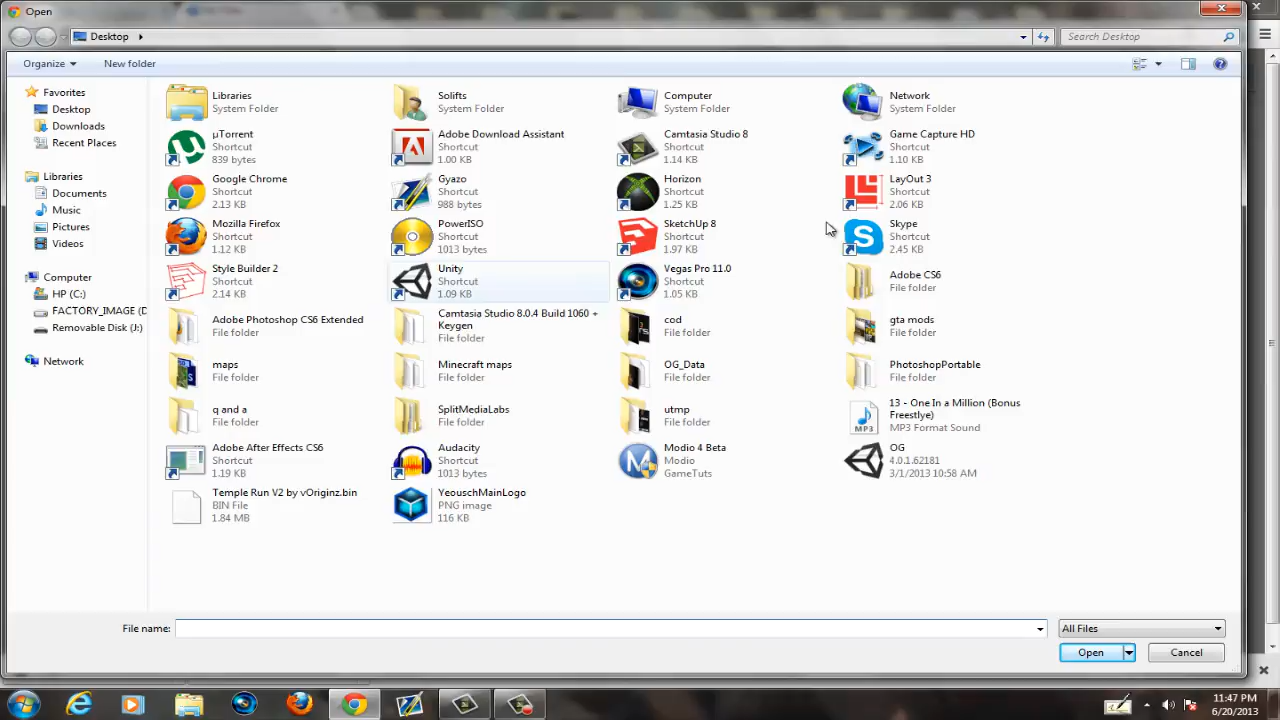 Open
Desktop
Search Desktop
Organize
New folder
Favorites
Desktop
Downloads
Recent Places
Libraries
Documents
Music
Pictures
Videos
Computer
HP (C:)
FACTORY_IMAGE (D
Removable Disk (J:)
Network
Libraries
System Folder
Solifts
System Folder
Computer
System Folder
Network
System Folder
µTorrent
Shortcut
839 bytes
Adobe Download Assistant
Shortcut
1.00 KB
Camtasia Studio 8
Shortcut
1.14 KB
Game Capture HD
Shortcut
1.10 KB
Google Chrome
Shortcut
2.13 KB
Gyazo
Shortcut
988 bytes
Horizon
Shortcut
1.25 KB
LayOut 3
Shortcut
2.06 KB
Mozilla Firefox
Shortcut
1.12 KB
PowerISO
Shortcut
1013 bytes
SketchUp 8
Shortcut
1.97 KB
Skype
Shortcut
2.45 KB
Style Builder 2
Shortcut
2.14 KB
Unity
Shortcut
1.09 KB
Vegas Pro 11.0
Shortcut
1.05 KB
Adobe CS6
File folder
Adobe Photoshop CS6 Extended
File folder
Camtasia Studio 8.0.4 Build 1060 +
Keygen
File folder
cod
File folder
gta mods
File folder
maps
File folder
Minecraft maps
File folder
OG_Data
File folder
PhotoshopPortable
File folder
q and a
File folder
SplitMediaLabs
File folder
utmp
File folder
13 - One In a Million (Bonus
Freestlye)
MP3 Format Sound
MP3
Adobe After Effects CS6
Shortcut
1.19 KB
Audacity
Shortcut
1013 bytes
Modio 4 Beta
Modio
GameTuts
OG
4.0.1.62181
3/1/2013 10:58 AM
Temple Run V2 by vOriginz.bin
BIN File
1.84 MB
YeouschMainLogo
PNG image
116 KB
File name:
All Files
Open
Cancel
11:47 PM
6/20/2013